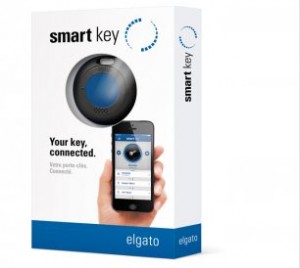 smart key
Your key,
connected.
Votre porte-clés.
Connecté.
elgato
smart key
elgato